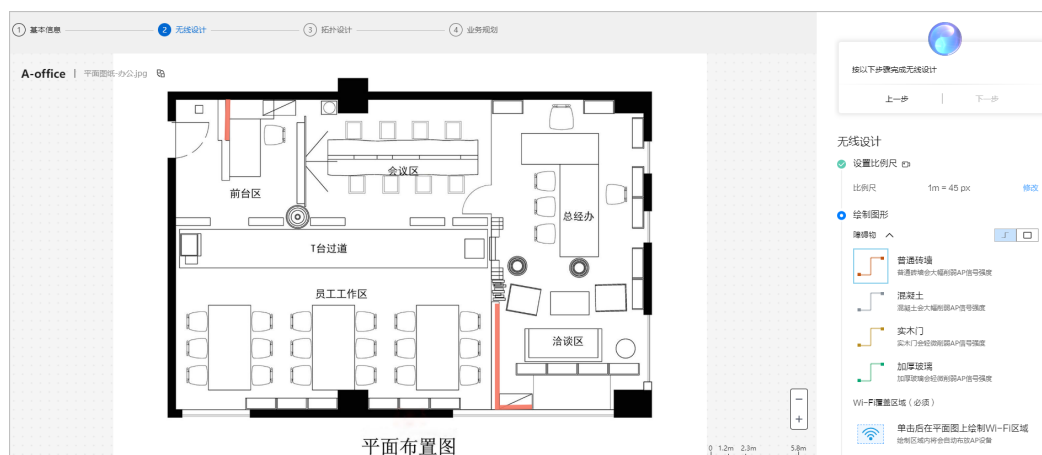 1 基本信息
2 无线设计
3 拓扑设计
4 业务规划
A-office | 平面图纸-办公.jpg
前台区
会议区
总经办
T台过道
员工工作区
洽谈区
平面布置图
−
+
0 1.2m 2.3m 5.8m
按以下步骤完成无线设计
上一步 下一步
无线设计
设置比例尺
比例尺 1m = 45 px 修改
绘制图形
障碍物
普通砖墙
普通砖墙会大幅削弱AP信号强度
混凝土
混凝土会大幅削弱AP信号强度
实木门
实木门会轻微削弱AP信号强度
加厚玻璃
加厚玻璃会轻微削弱AP信号强度
Wi-Fi覆盖区域（必须）
单击后在平面图上绘制Wi-Fi区域
绘制区域内将会自动布放AP设备